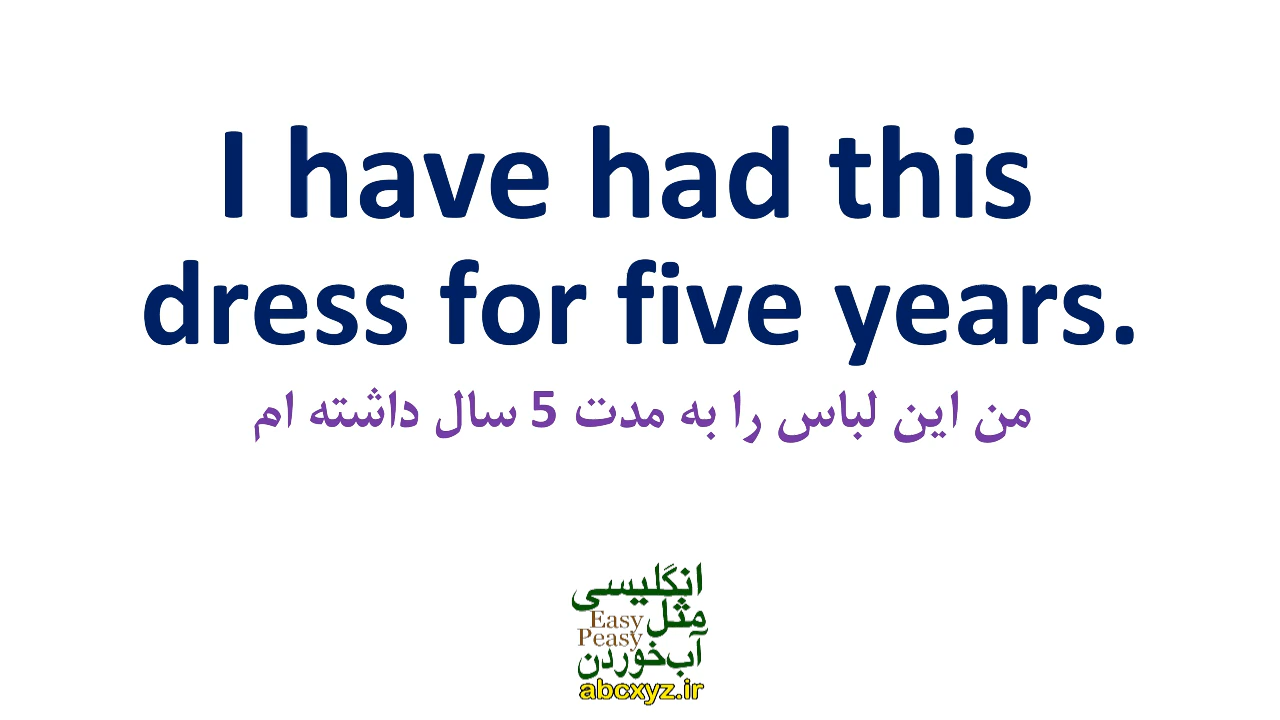 I have had this
dress for five years.
من این لباس را به مدت 5 سال داشته ام
انگلیسی
مثل
Easy
Peasy
آب‌خوردن
abcxyz.ir